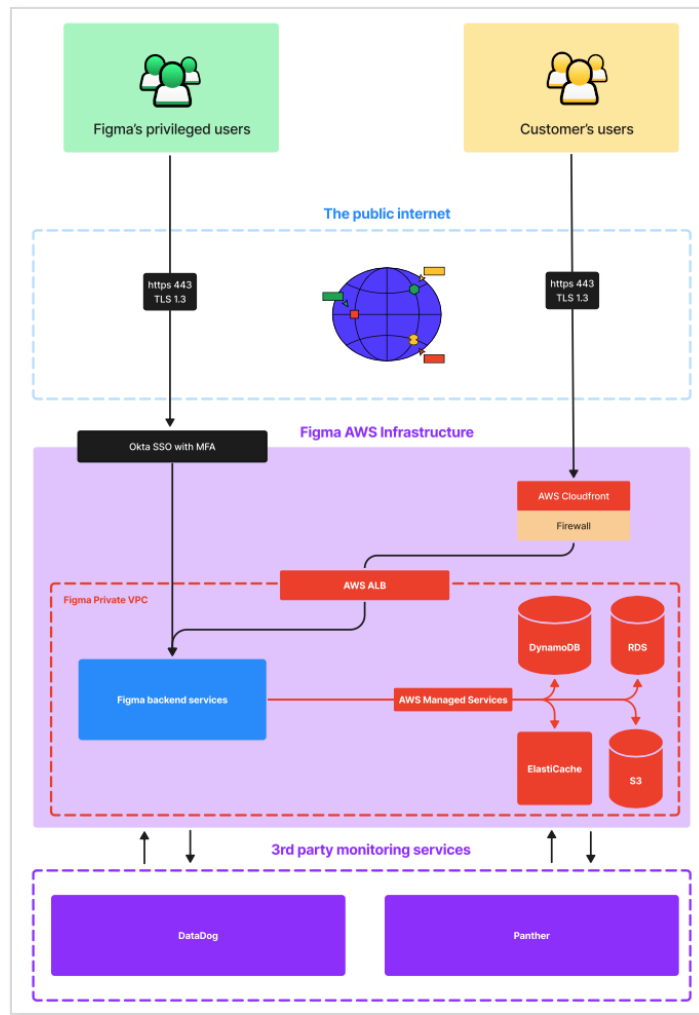 Figma's privileged users
Customer's users
The public internet
https 443
TLS 1.3
https 443
TLS 1.3
Figma AWS Infrastructure
Okta SSO with MFA
AWS Cloudfront
Firewall
AWS ALB
Figma Private VPC
DynamoDB
RDS
Figma backend services
AWS Managed Services
ElastiCache
S3
3rd party monitoring services
DataDog
Panther